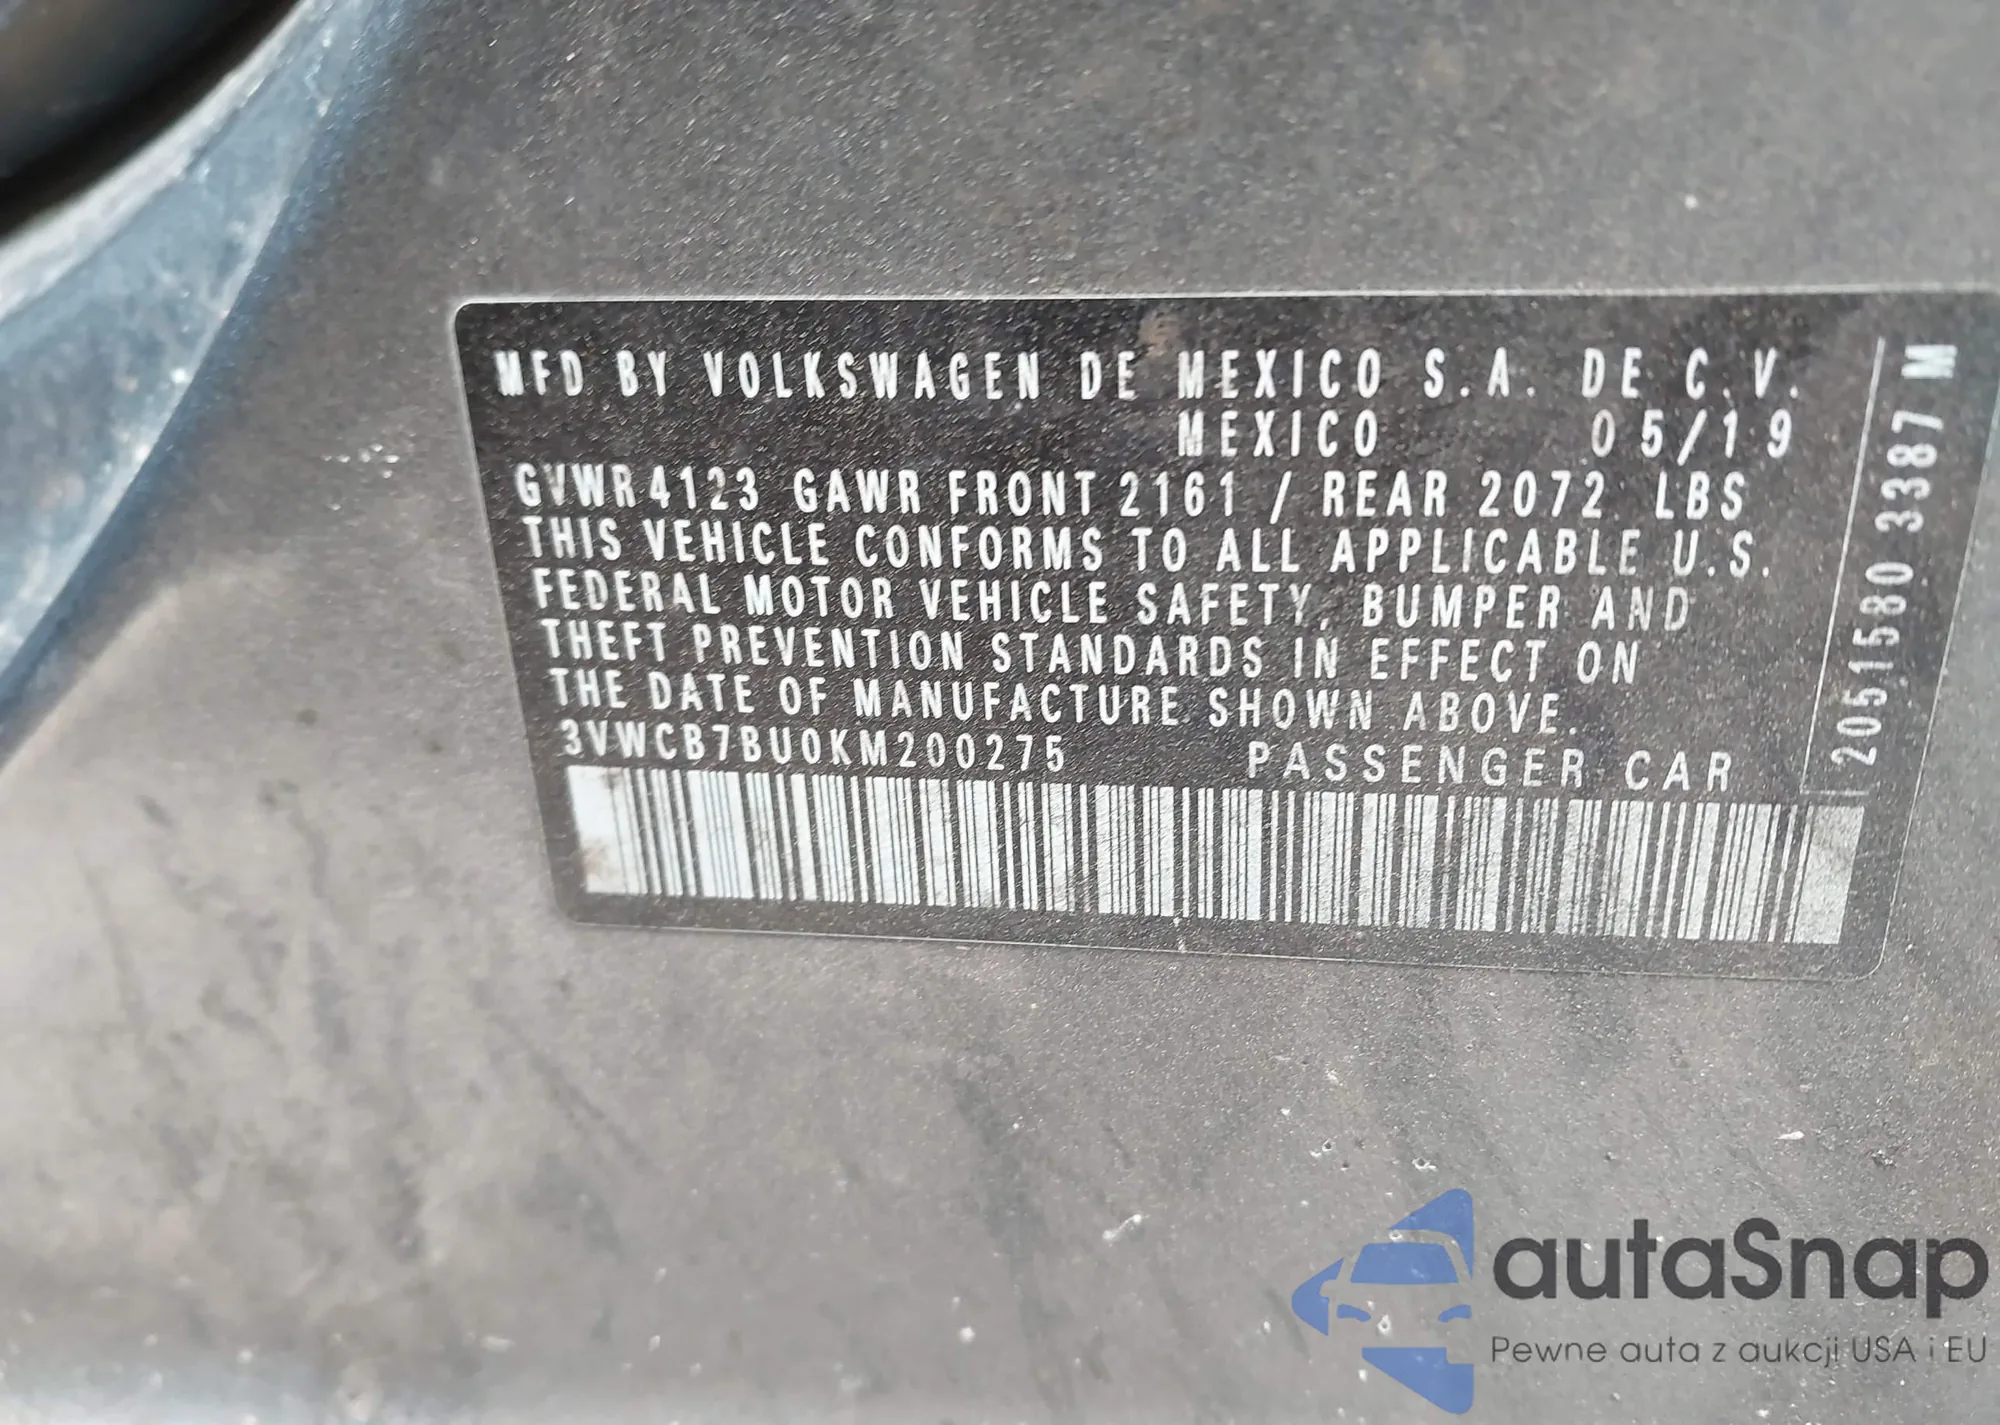 MFD BY VOLKSWAGEN DE MEXICO S.A. DE C.V.
MEXICO 05/19
GVWR 4123 GAWR FRONT 2161 / REAR 2072 LBS
THIS VEHICLE CONFORMS TO ALL APPLICABLE U.S.
FEDERAL MOTOR VEHICLE SAFETY, BUMPER AND
THEFT PREVENTION STANDARDS IN EFFECT ON
THE DATE OF MANUFACTURE SHOWN ABOVE.
3VWCB7BU0KM200275 PASSENGER CAR
2051580 3387 M
autaSnap
Pewne auta z aukcji USA i EU